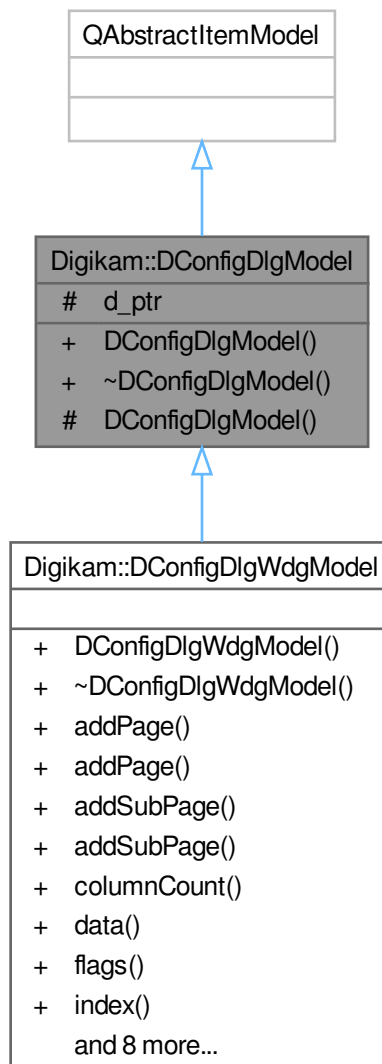 QAbstractItemModel
Digikam::DConfigDlgModel
# d_ptr
+ DConfigDlgModel()
+ ~DConfigDlgModel()
# DConfigDlgModel()
Digikam::DConfigDlgWdgModel
+ DConfigDlgWdgModel()
+ ~DConfigDlgWdgModel()
+ addPage()
+ addPage()
+ addSubPage()
+ addSubPage()
+ columnCount()
+ data()
+ flags()
+ index()
and 8 more...